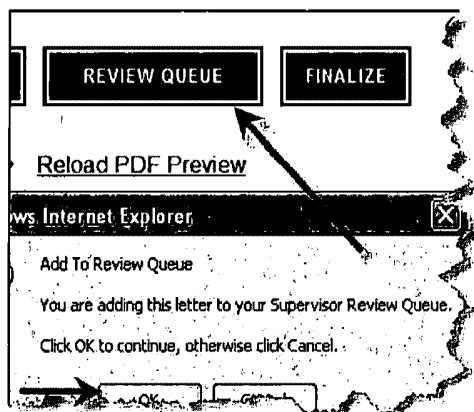 REVIEW QUEUE FINALIZE
Reload PDF Preview
ws Internet Explorer
Add To Review Queue
You are adding this letter to your Supervisor Review Queue.
Click OK to continue, otherwise click Cancel.
OK